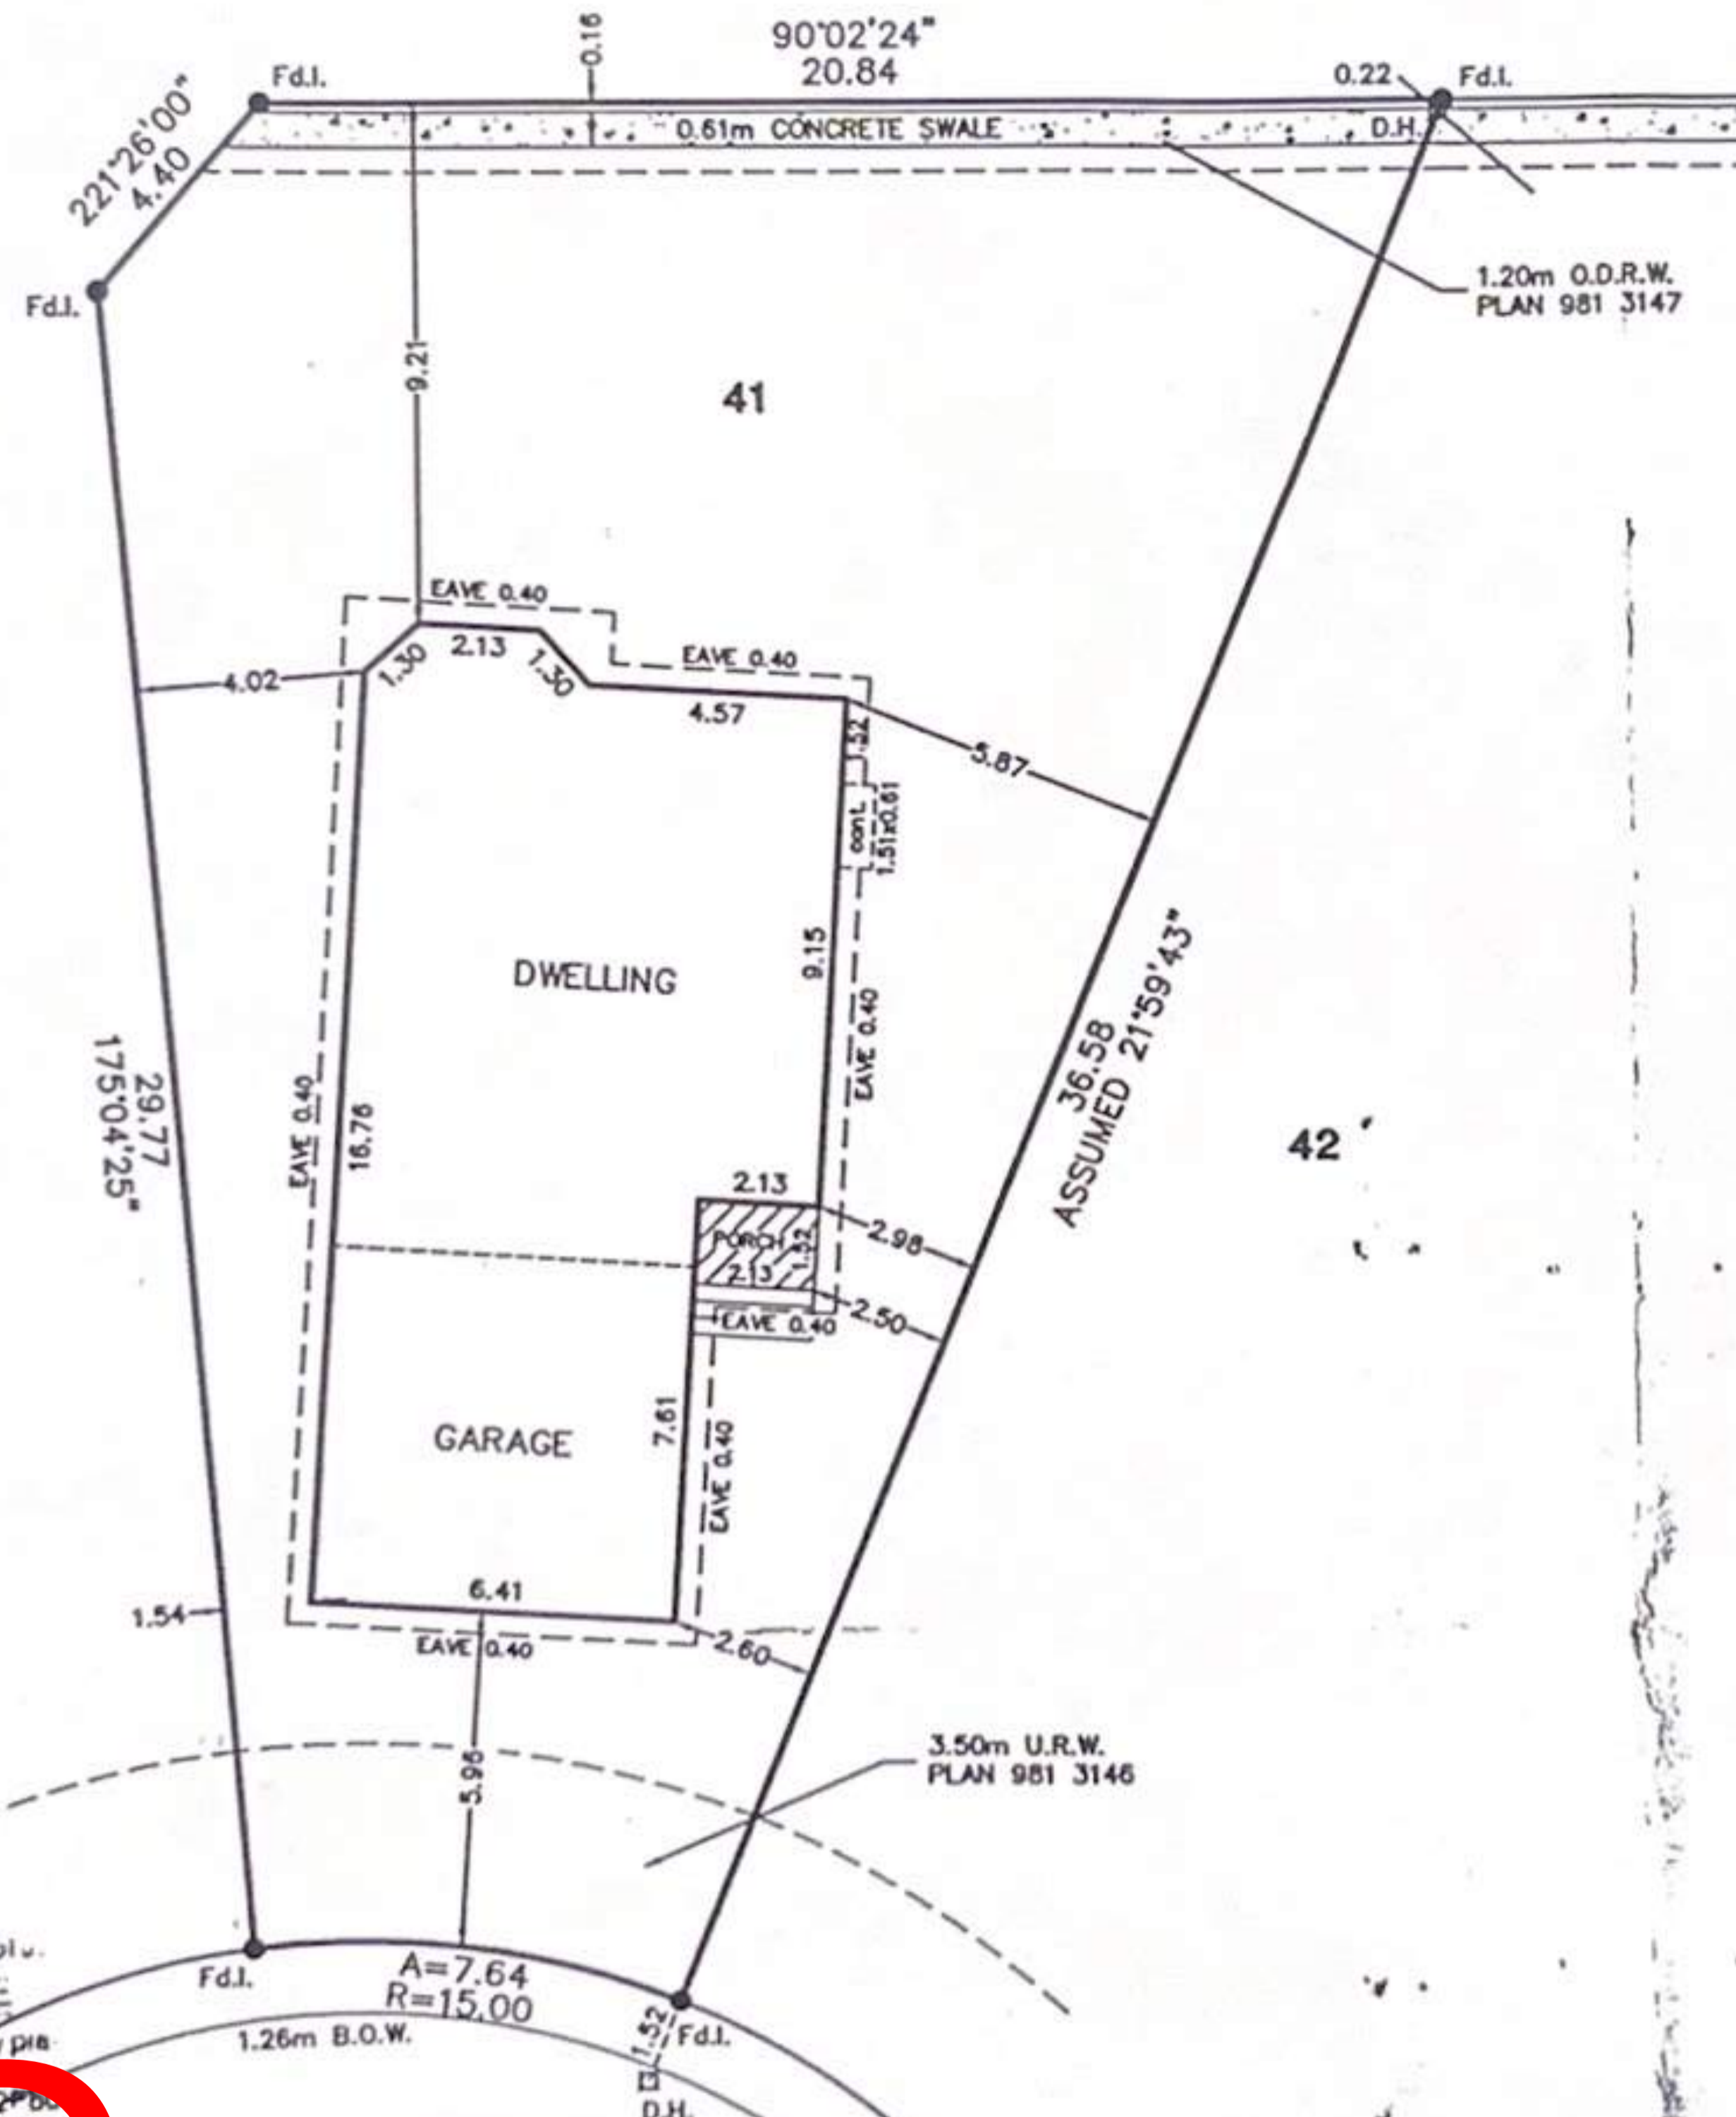 0.16
90°02'24"
20.84
Fd.I.
0.22
Fd.I.
221°26'00"
4.40
0.61m CONCRETE SWALE
D.H.
Fd.I.
1.20m O.D.R.W.
PLAN 981 3147
9.21
41
EAVE 0.40
2.13
1.30
1.30
EAVE 0.40
4.02
4.57
.52
5.87
cant.
1.51x0.61
DWELLING
9.15
EAVE 0.40
36.58
ASSUMED 21°59'43"
29.77
175°04'25"
EAVE 0.40
16.76
42
2.13
PORCH
1.52
2.13
2.98
2.50
EAVE 0.40
7.61
GARAGE
EAVE 0.40
6.41
1.54
EAVE 0.40
2.60
5.96
3.50m U.R.W.
PLAN 981 3146
Fd.I.
A=7.64
R=15.00
1.26m B.O.W.
1.52
Fd.I.
D.H.